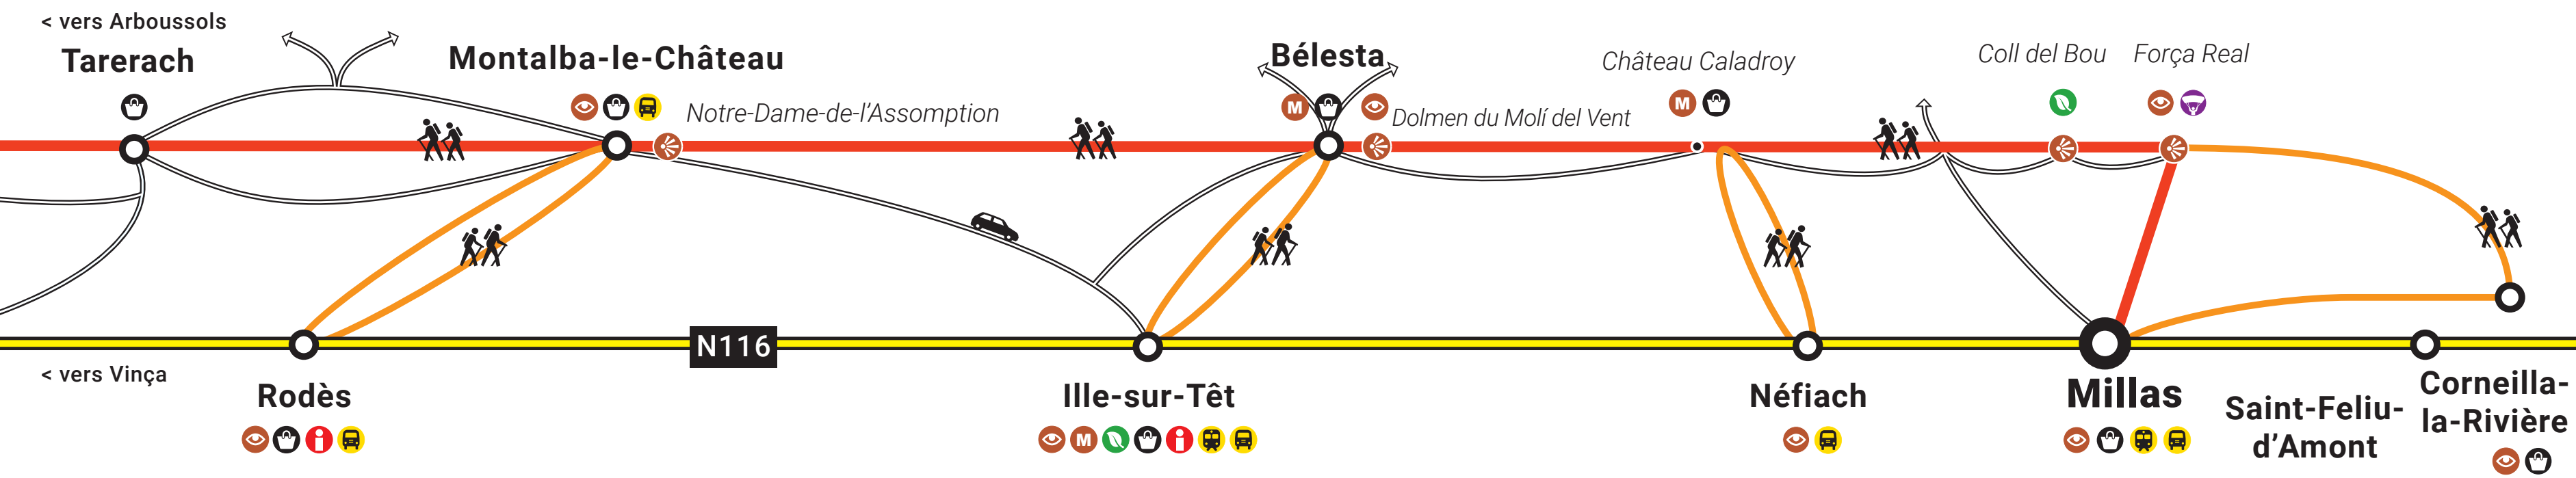 < vers Arboussols
Tarerach
Montalba-le-Château
Notre-Dame-de-l'Assomption
Bélesta
M
Dolmen du Molí del Vent
Château Caladroy
M
Coll del Bou
Força Real
N116
< vers Vinça
Rodès
i
Ille-sur-Têt
M
i
Néfiach
Millas
Saint-Feliu-
d'Amont
Corneilla-
la-Rivière